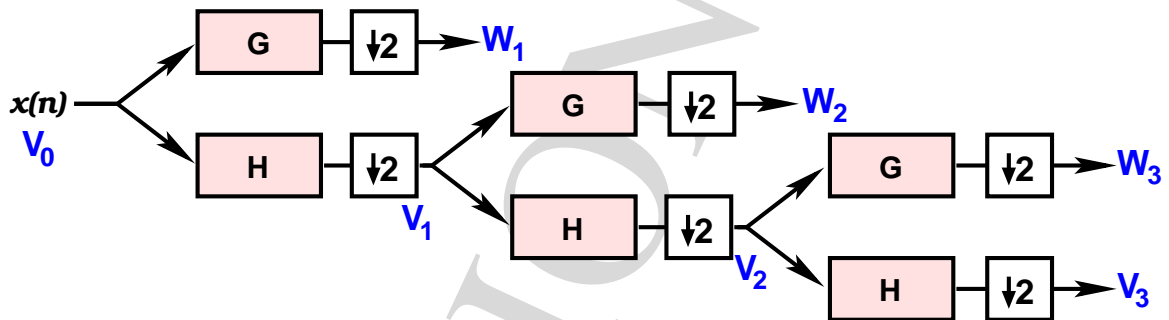 G ↓2 W1
x(n) G ↓2 W2
V0
H ↓2 G ↓2 W3
V1
H ↓2
V2
H ↓2 V3